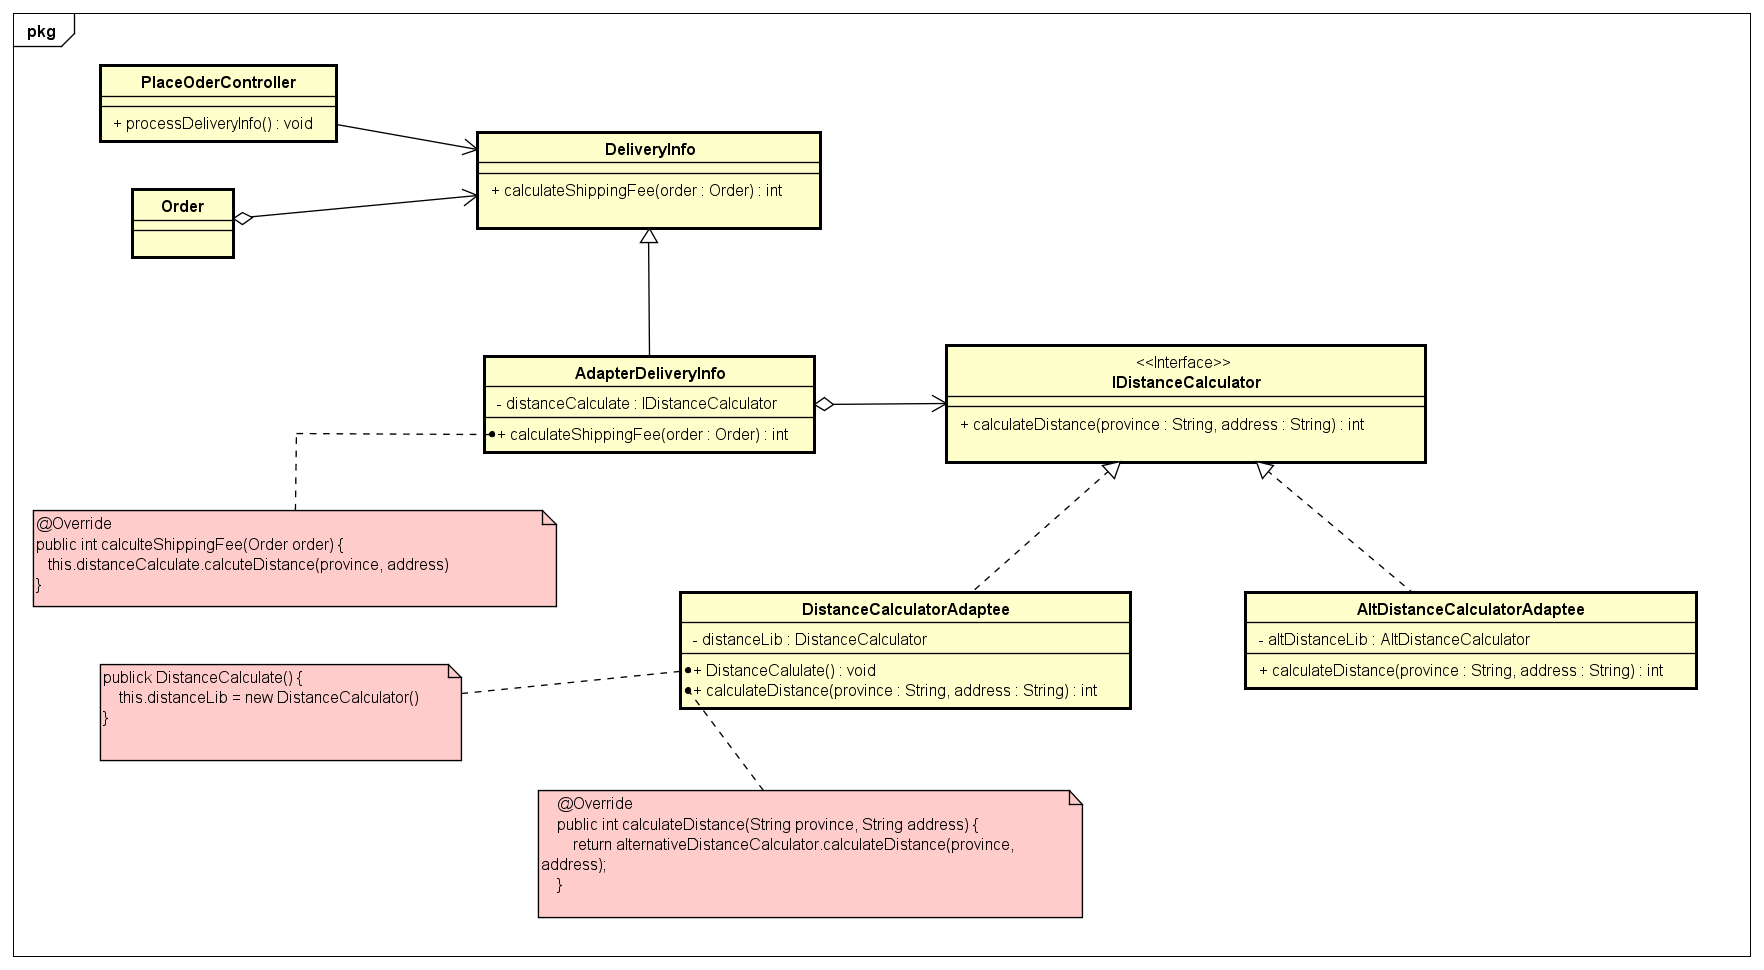 pkg
PlaceOderController
+ processDeliveryInfo() : void
DeliveryInfo
+ calculateShippingFee(order : Order) : int
Order
AdapterDeliveryInfo
- distanceCalculate : IDistanceCalculator
+ calculateShippingFee(order : Order) : int
<<Interface>>
IDistanceCalculator
+ calculateDistance(province : String, address : String) : int
@Override
public int calculteShippingFee(Order order) {
this.distanceCalculate.calcuteDistance(province, address)
}
DistanceCalculatorAdaptee
- distanceLib : DistanceCalculator
+ DistanceCalulate() : void
+ calculateDistance(province : String, address : String) : int
AltDistanceCalculatorAdaptee
- altDistanceLib : AltDistanceCalculator
+ calculateDistance(province : String, address : String) : int
publick DistanceCalculate() {
this.distanceLib = new DistanceCalculator()
}
@Override
public int calculateDistance(String province, String address) {
return alternativeDistanceCalculator.calculateDistance(province,
address);
}